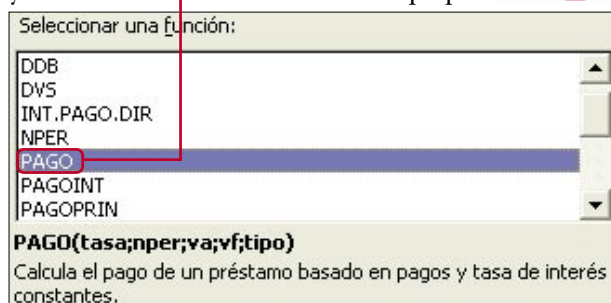 Seleccionar una función:
DDB
DVS
INT.PAGO.DIR
NPER
PAGO
PAGOINT
PAGOPRIN
PAGO(tasa;nper;va;vf;tipo)
Calcula el pago de un préstamo basado en pagos y tasa de interés
constantes.